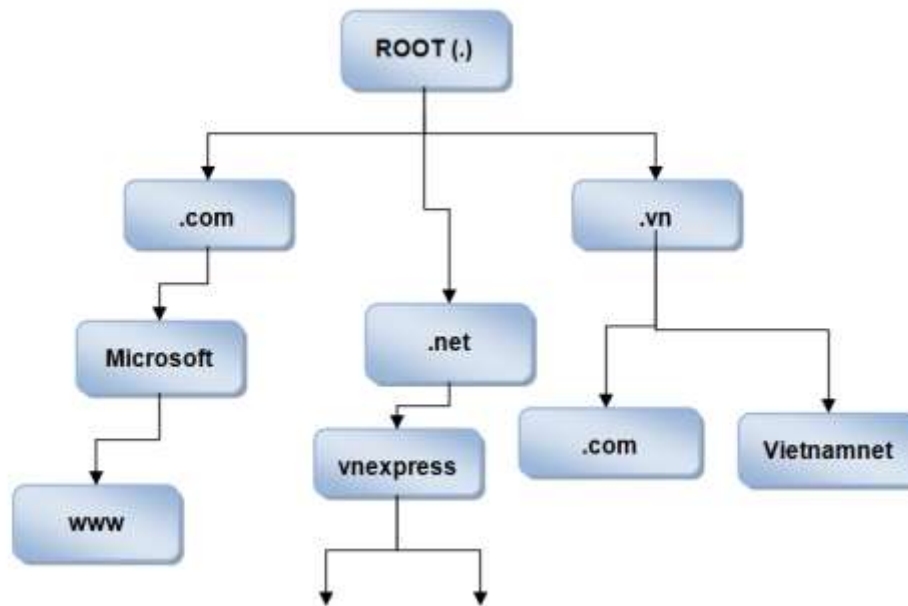 ROOT (.)
.com
.vn
Microsoft
.net
.com
Vietnamnet
vnexpress
www